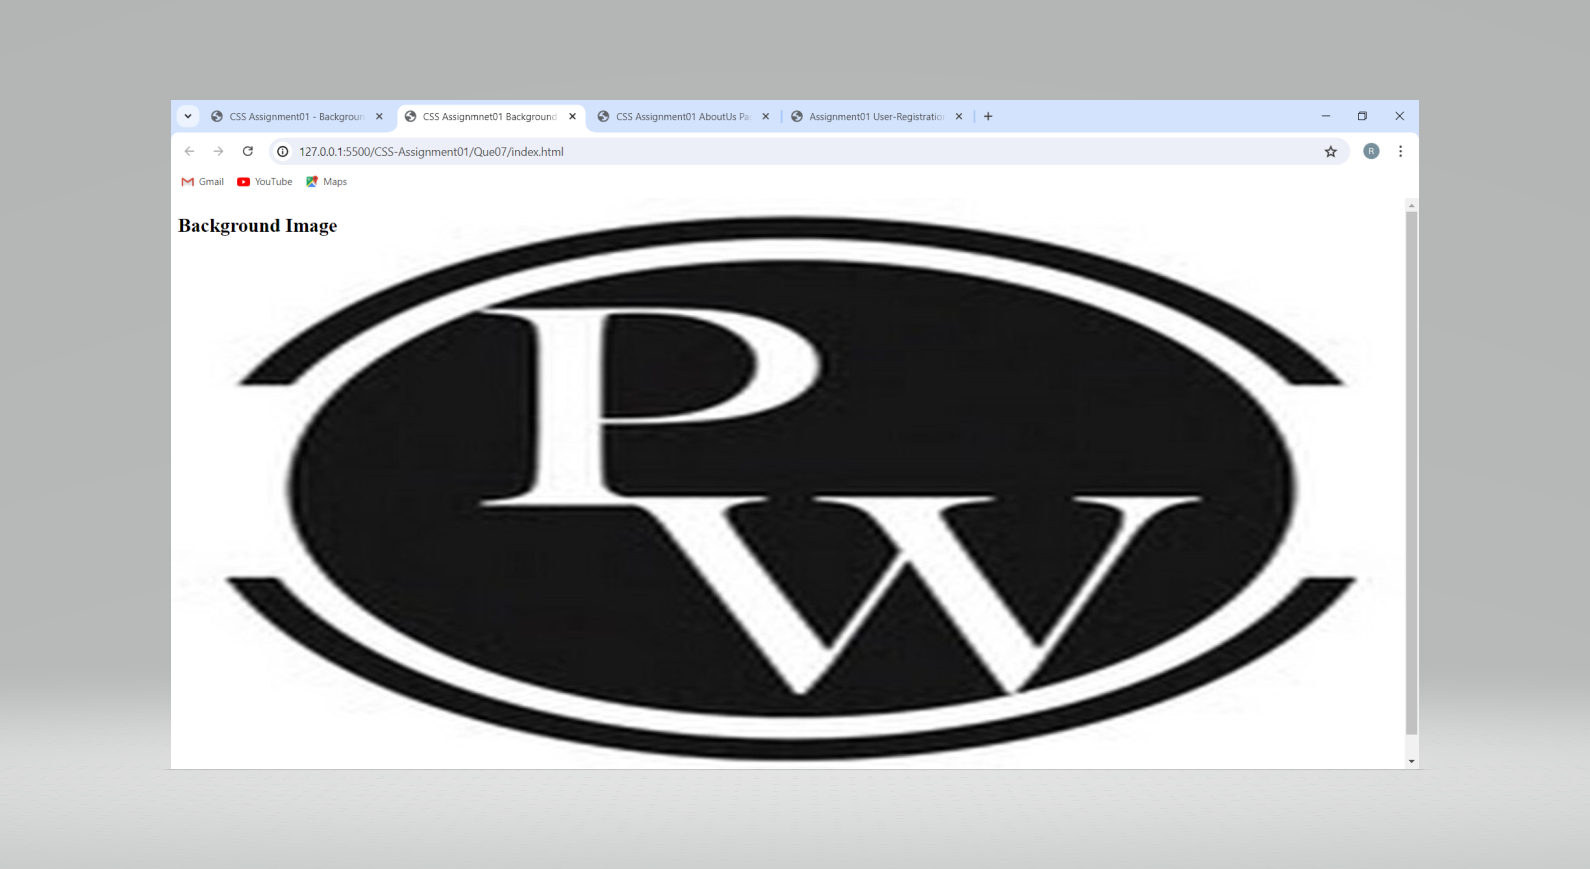 CSS Assignment01 - Backgroun
CSS Assignmnet01 Background
CSS Assignment01 AboutUs Pa
Assignment01 User-Registratio
127.0.0.1:5500/CSS-Assignment01/Que07/index.html
R
Gmail
YouTube
Maps
Background Image
P
W